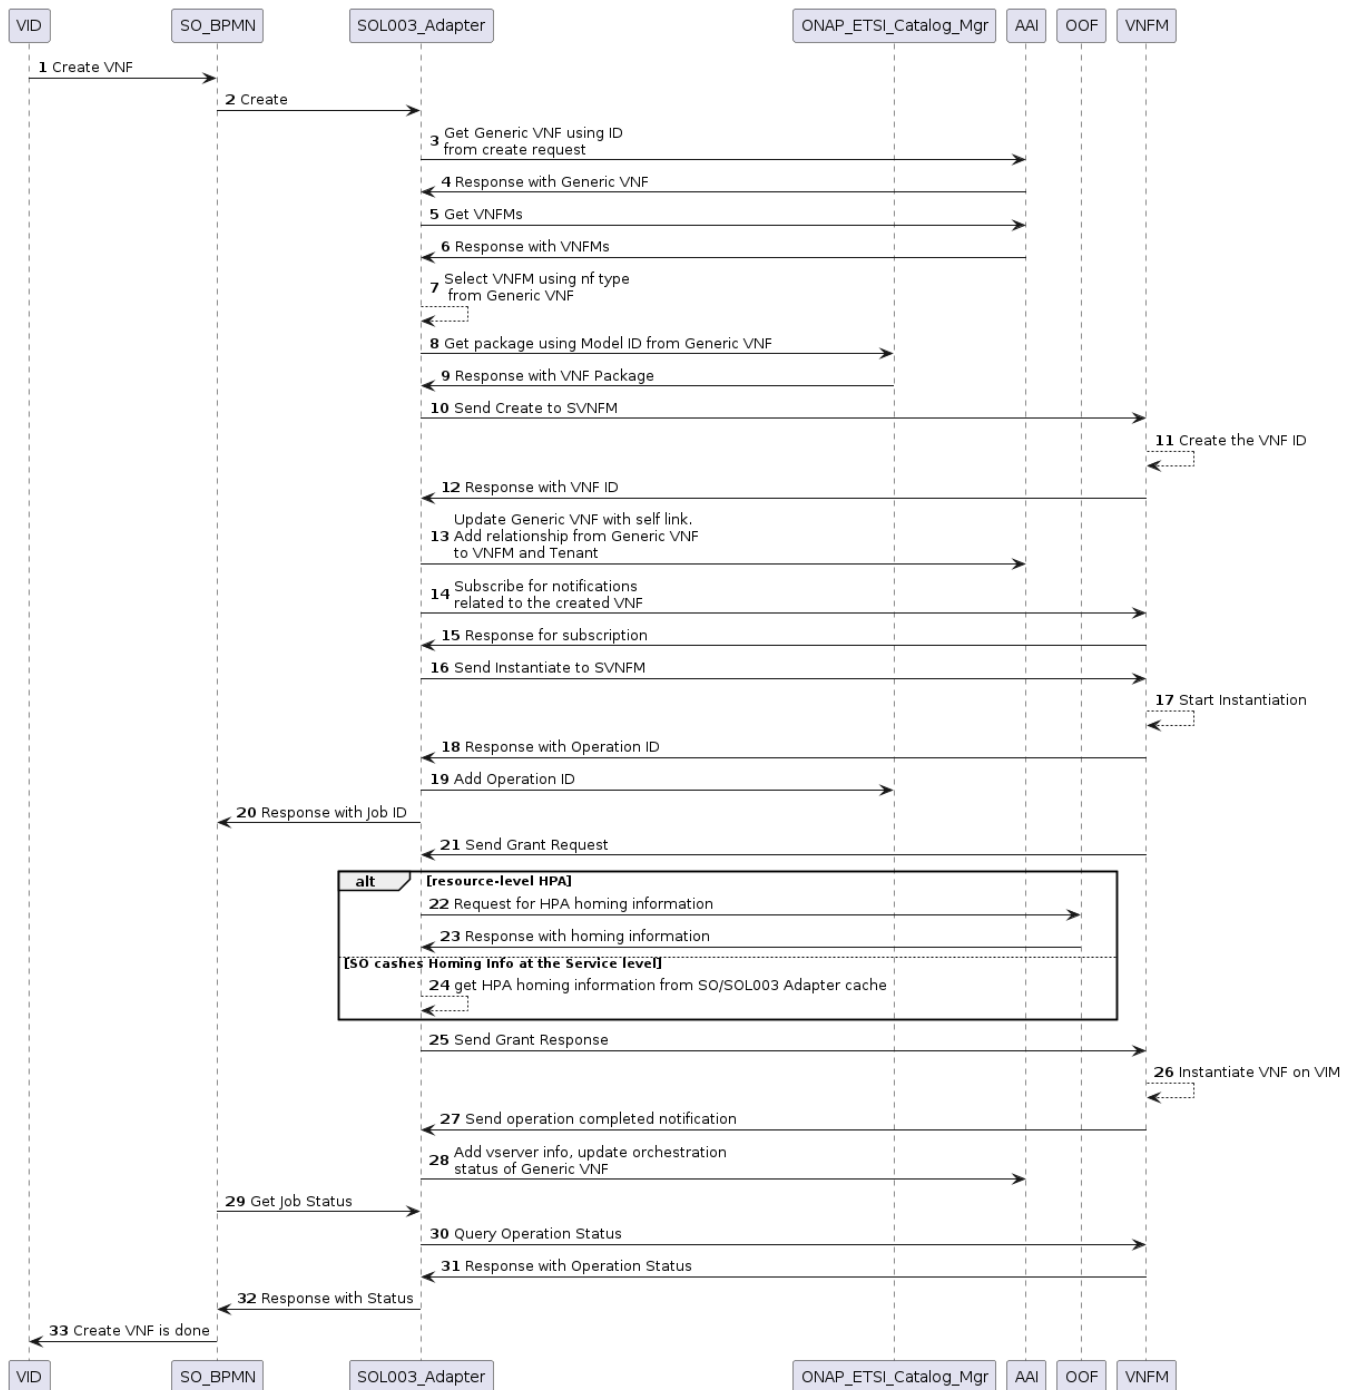 VID SO_BPMN SOL003_Adapter ONAP_ETSI_Catalog_Mgr AAI OOF VNFM
1 Create VNF
2 Create
3 Get Generic VNF using ID
from create request
4 Response with Generic VNF
5 Get VNFMs
6 Response with VNFMs
7 Select VNFM using nf type
from Generic VNF
8 Get package using Model ID from Generic VNF
9 Response with VNF Package
10 Send Create to SVNFM
11 Create the VNF ID
12 Response with VNF ID
Update Generic VNF with self link.
13 Add relationship from Generic VNF
to VNFM and Tenant
14 Subscribe for notifications
related to the created VNF
15 Response for subscription
16 Send Instantiate to SVNFM
17 Start Instantiation
18 Response with Operation ID
19 Add Operation ID
20 Response with Job ID
21 Send Grant Request
alt [resource-level HPA]
22 Request for HPA homing information
23 Response with homing information
[SO cashes Homing Info at the Service level]
24 get HPA homing information from SO/SOL003 Adapter cache
25 Send Grant Response
26 Instantiate VNF on VIM
27 Send operation completed notification
28 Add vserver info, update orchestration
status of Generic VNF
29 Get Job Status
30 Query Operation Status
31 Response with Operation Status
32 Response with Status
33 Create VNF is done
VID SO_BPMN SOL003_Adapter ONAP_ETSI_Catalog_Mgr AAI OOF VNFM